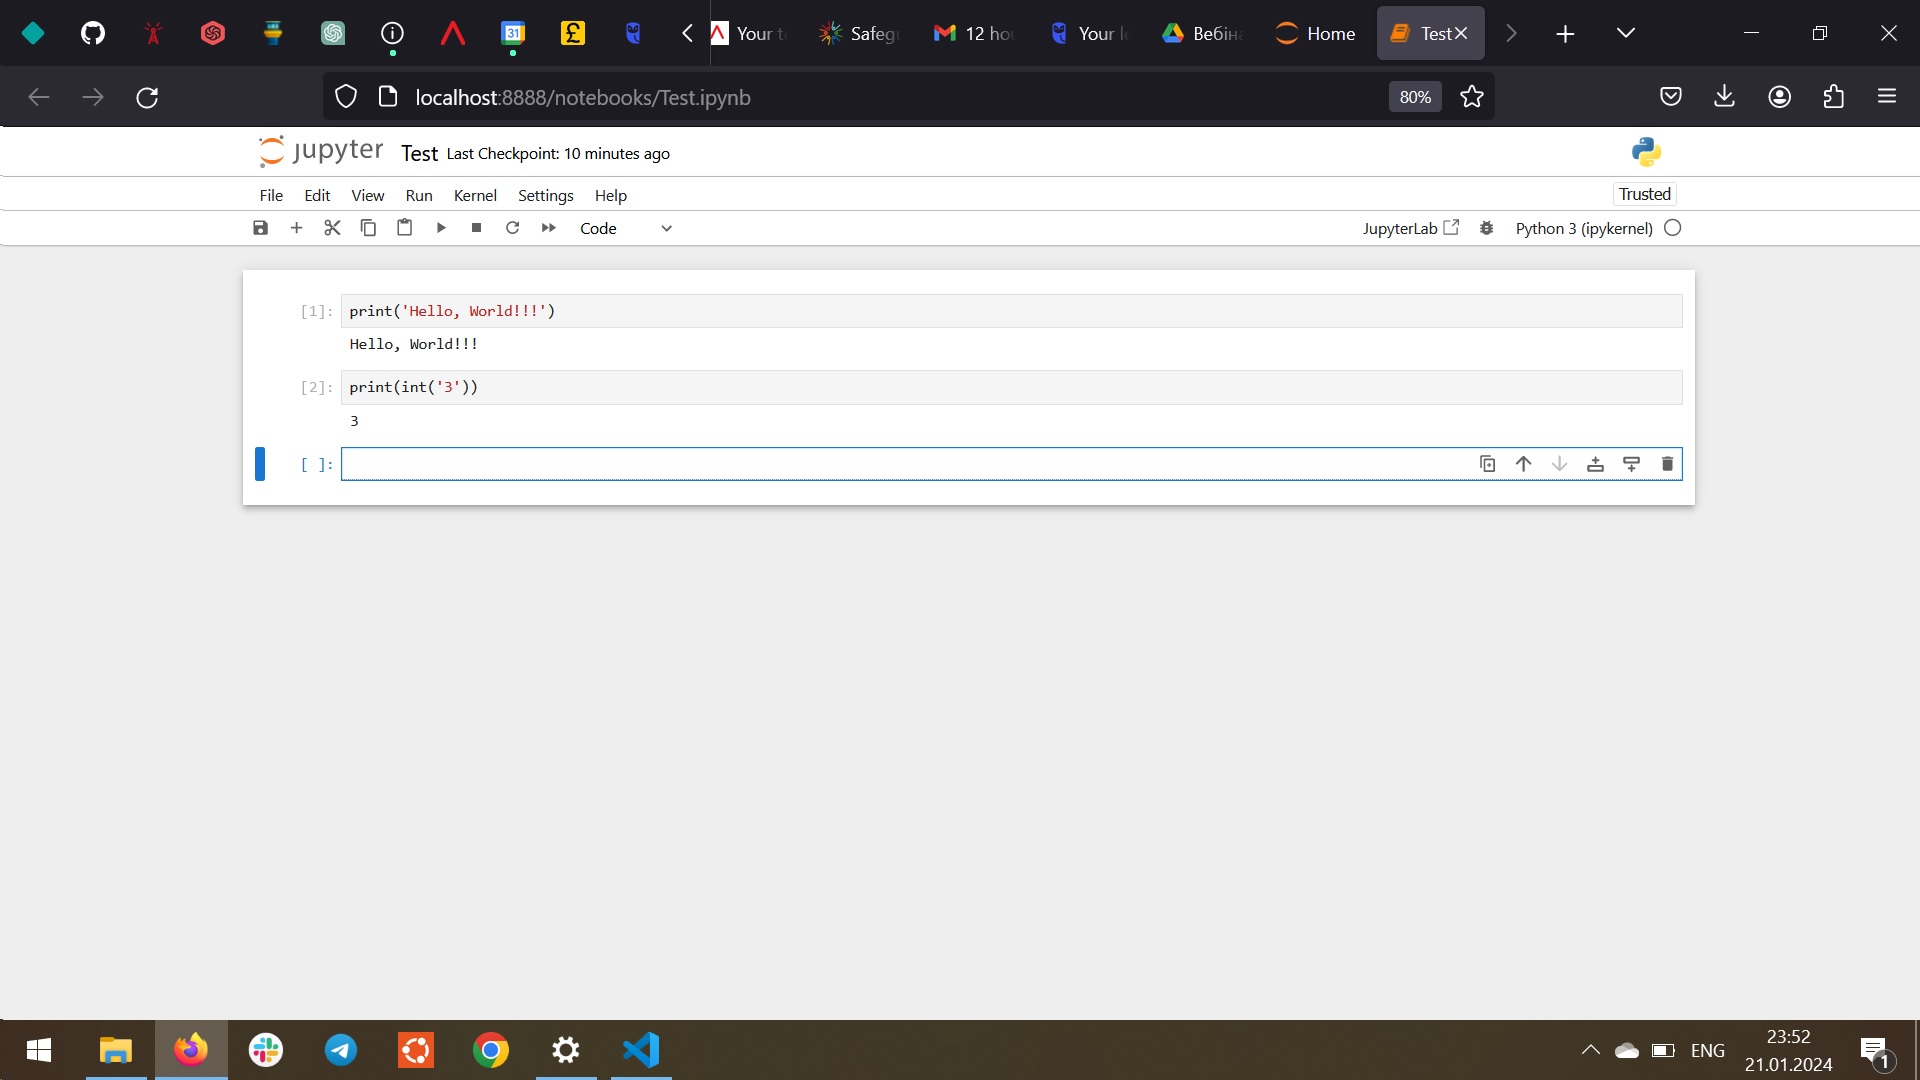 Your t
Safegu
12 hou
Your l
Вебіна
Home
Test
localhost:8888/notebooks/Test.ipynb
80%
jupyter Test Last Checkpoint: 10 minutes ago
File Edit View Run Kernel Settings Help
Trusted
Code
JupyterLab
Python 3 (ipykernel)
[1]: print('Hello, World!!!')
Hello, World!!!
[2]: print(int('3'))
3
[ ]:
ENG
23:52
21.01.2024
1
31
£